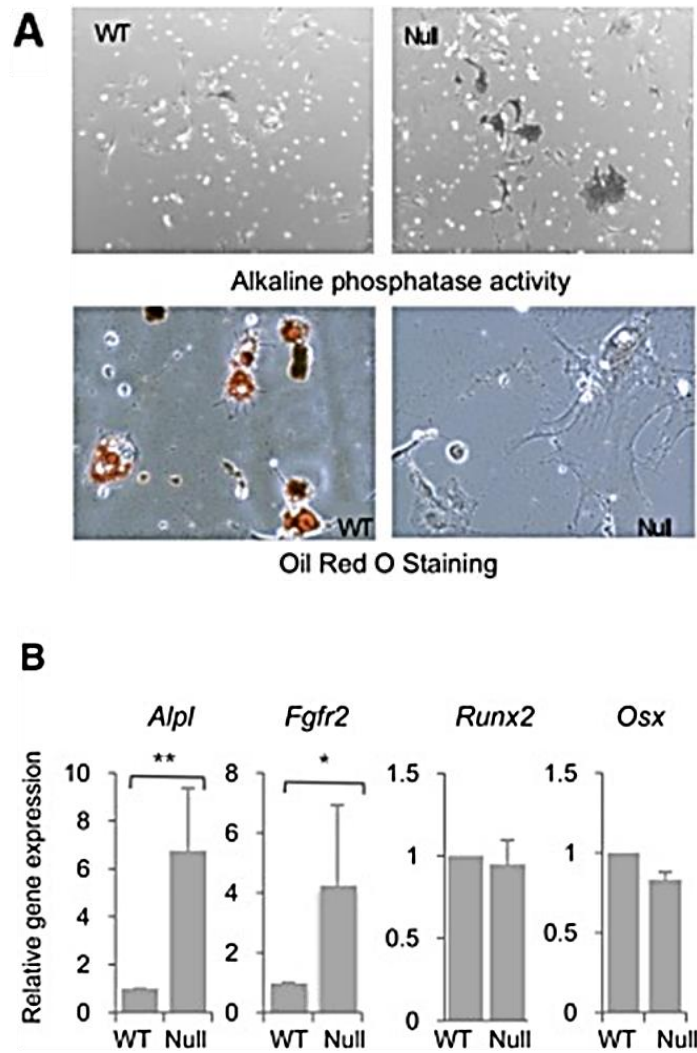 A
WT Null
Alkaline phosphatase activity
WT Null
Oil Red O Staining
B
Alpl Fgfr2 Runx2 Osx
Relative gene expression
** *
10 8 1.5 1.5
8
6
6 1 1
4
4
0.5 0.5
2
2
0 0 0 0
WT Null WT Null WT Null WT Null